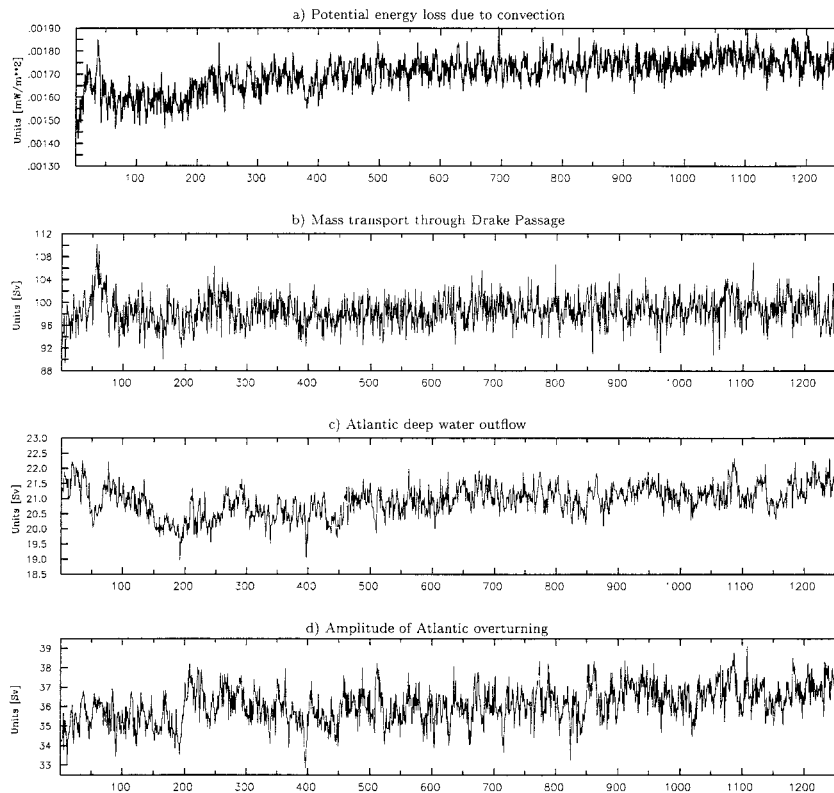 a) Potential energy loss due to convection
Units [mW/m**2]
.00190
.00170
.00160
.00150
.00140
.00130
100 200 300 400 500 600 700 800 900 1000 1100 1200
b) Mass transport through Drake Passage
Units [Sv]
112
108
104
100
96
92
88
100 200 300 400 500 600 700 800 900 1000 1100 1200
c) Atlantic deep water outflow
Units [Sv]
23.0
22.5
22.0
21.5
21.0
20.5
20.0
19.5
19.0
18.5
100 200 300 400 500 600 700 800 900 1000 1100 1200
d) Amplitude of Atlantic overturning
Units [Sv]
39
37
36
35
34
33
100 200 300 400 500 600 700 800 900 1000 1100 1200